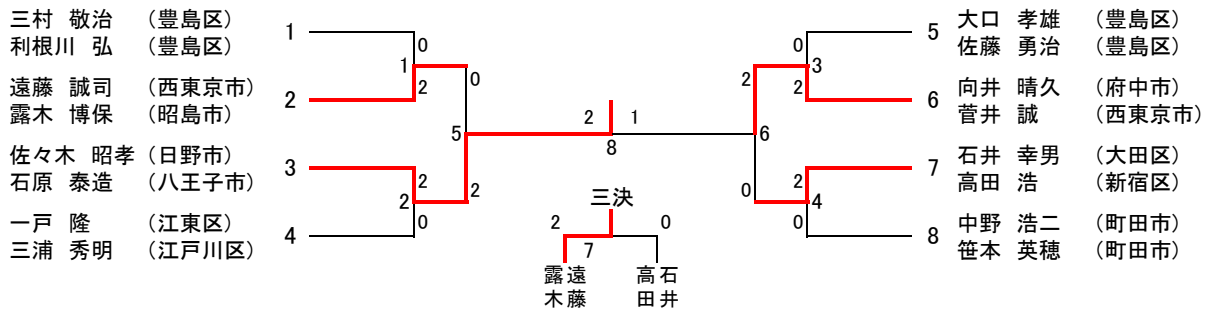 三村 敬治 (豊島区)
利根川 弘 (豊島区)
1
遠藤 誠司 (西東京市)
露木 博保 (昭島市)
2
佐々木 昭孝 (日野市)
石原 泰造 (八王子市)
3
一戸 隆 (江東区)
三浦 秀明 (江戸川区)
4
0
1
2
0
5
2
2
2
0
2 1
8
三決
2 0
7
露木
遠藤
高田
石井
0
3
2
2
6
0
2
4
0
5
大口 孝雄 (豊島区)
佐藤 勇治 (豊島区)
6
向井 晴久 (府中市)
菅井 誠 (西東京市)
7
石井 幸男 (大田区)
高田 浩 (新宿区)
8
中野 浩二 (町田市)
笹本 英穂 (町田市)